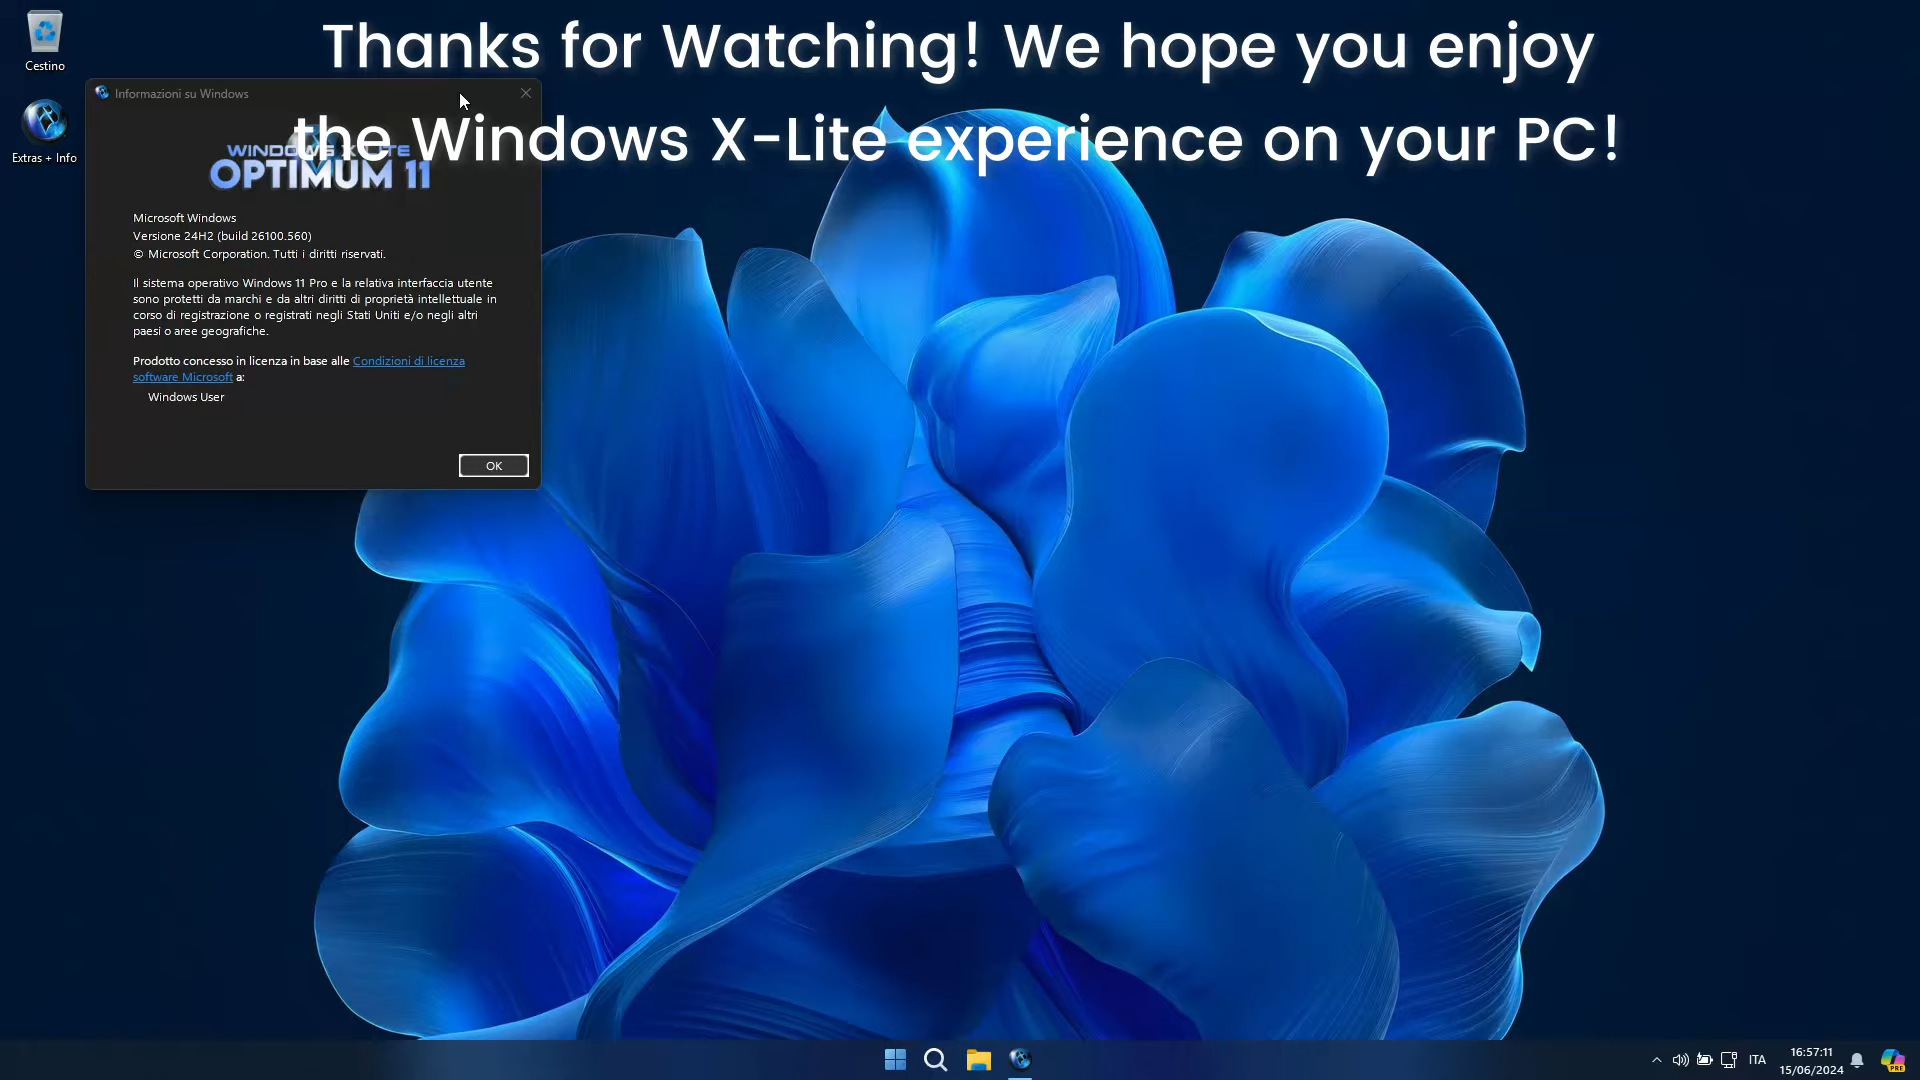 Thanks for Watching! We hope you enjoy
the Windows X-Lite experience on your PC!
Cestino
Extras + Info
Informazioni su Windows
WINDOWS X-LITE
OPTIMUM 11
Microsoft Windows
Versione 24H2 (build 26100.560)
© Microsoft Corporation. Tutti i diritti riservati.
Il sistema operativo Windows 11 Pro e la relativa interfaccia utente
sono protetti da marchi e da altri diritti di proprietà intellettuale in
corso di registrazione o registrati negli Stati Uniti e/o negli altri
paesi o aree geografiche.
Prodotto concesso in licenza in base alle Condizioni di licenza
software Microsoft a:
Windows User
OK
ITA
16:57:11
15/06/2024
PRE